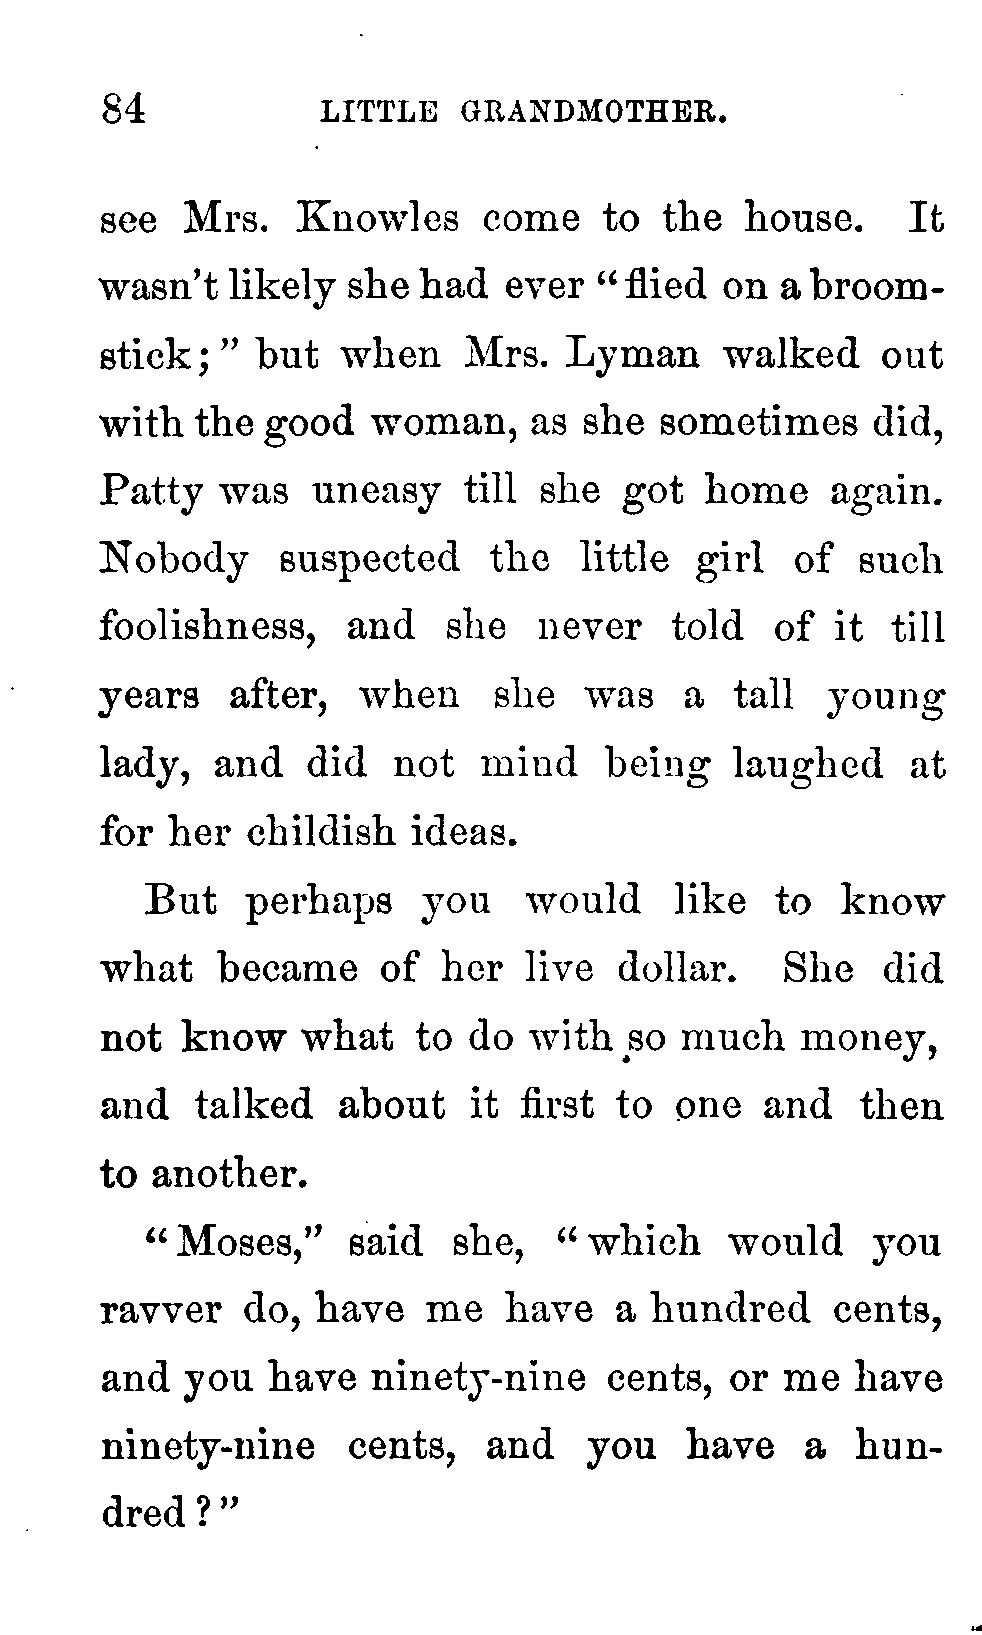 84 LITTLE GRANDMOTHER.
see Mrs. Knowles come to the house. It
wasn't likely she had ever "flied on a broom-
stick;" but when Mrs. Lyman walked out
with the good woman, as she sometimes did,
Patty was uneasy till she got home again.
Nobody suspected the little girl of such
foolishness, and she never told of it till
years after, when she was a tall young
lady, and did not mind being laughed at
for her childish ideas.
But perhaps you would like to know
what became of her live dollar. She did
not know what to do with so much money,
and talked about it first to one and then
to another.
"Moses," said she, "which would you
ravver do, have me have a hundred cents,
and you have ninety-nine cents, or me have
ninety-nine cents, and you have a hun-
dred?"